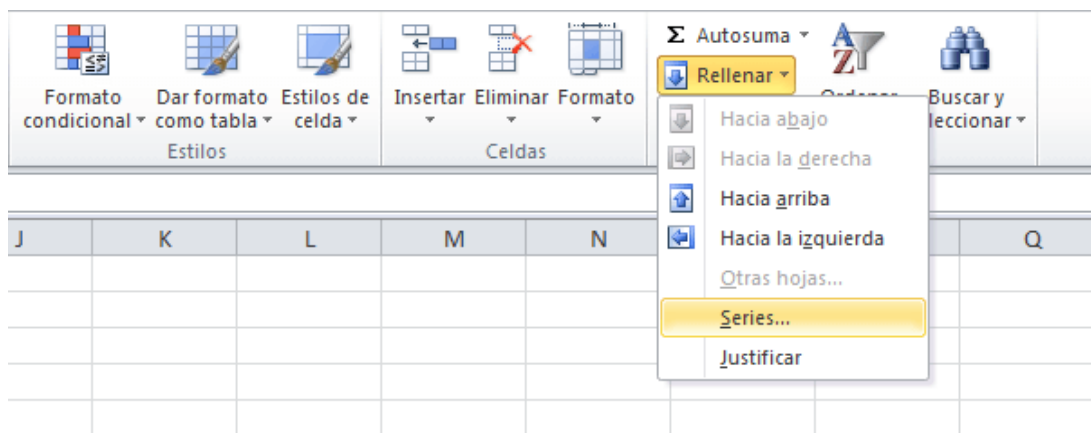 Σ Autosuma
Rellenar
Formato condicional
Dar formato como tabla
Estilos de celda
Insertar Eliminar Formato
Buscar y
leccionar
Estilos
Celdas
Hacia abajo
Hacia la derecha
Hacia arriba
Hacia la izquierda
Otras hojas...
Series...
Justificar
J K L M N Q